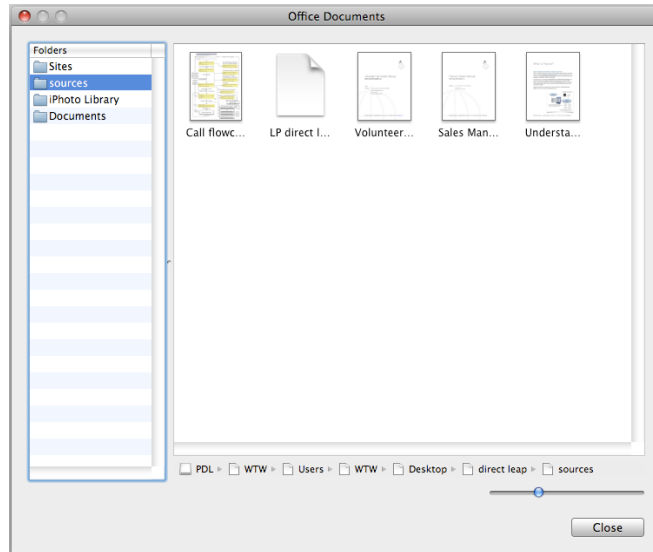 Office Documents
Folders
Sites
sources
iPhoto Library
Documents
Call flowc... LP direct l... Volunteer... Sales Man... Understa...
PDL WTW Users WTW Desktop direct leap sources
Close